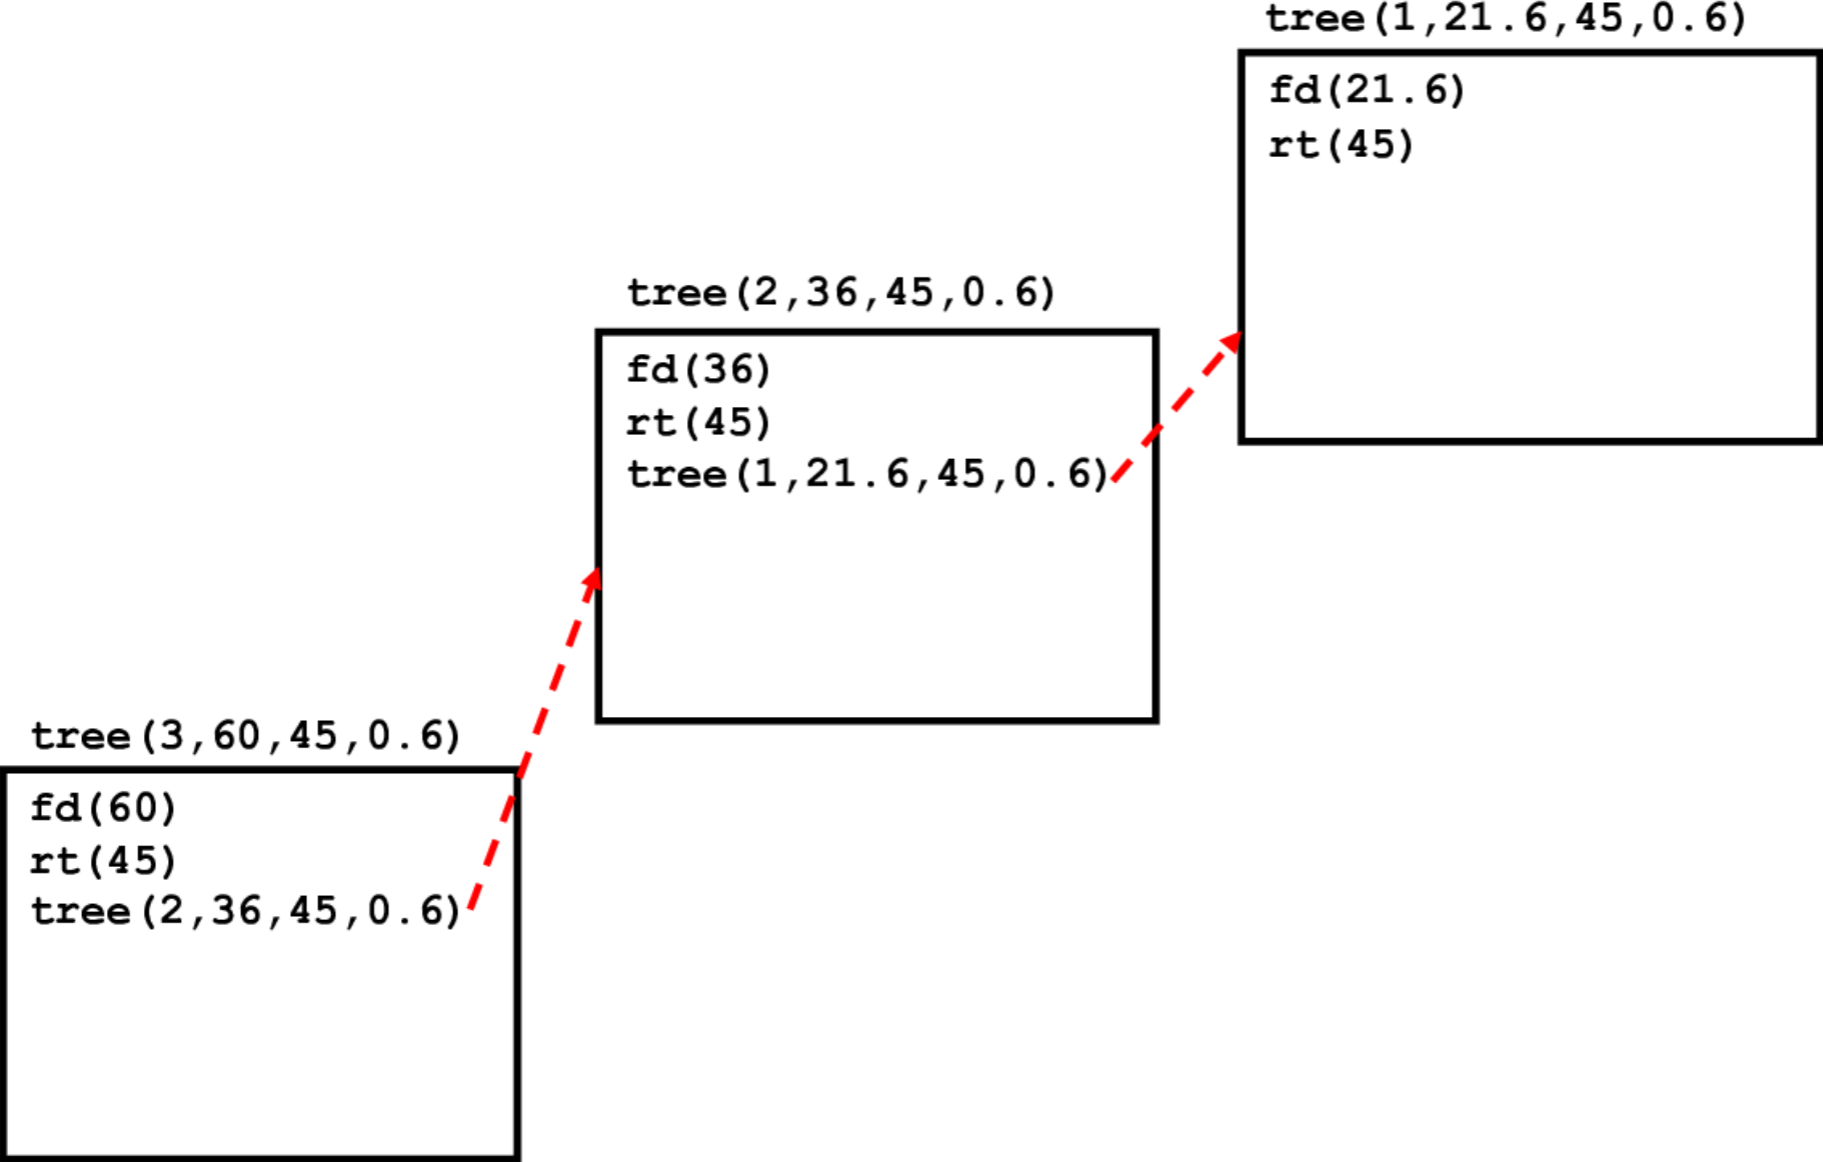 tree(1,21.6,45,0.6)
fd(21.6)
rt(45)
tree(2,36,45,0.6)
fd(36)
rt(45)
tree(1,21.6,45,0.6)
tree(3,60,45,0.6)
fd(60)
rt(45)
tree(2,36,45,0.6)